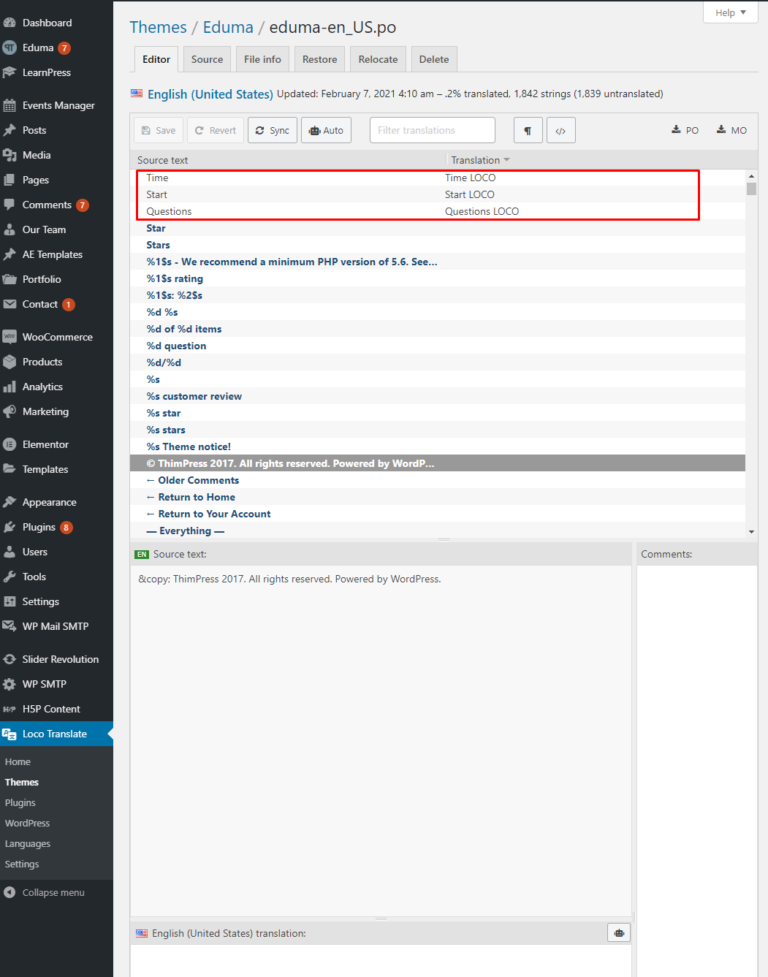 Help ▼
Themes / Eduma / eduma-en_US.po
Editor
Source
File info
Restore
Relocate
Delete
English (United States) Updated: February 7, 2021 4:10 am – .2% translated, 1,842 strings (1,839 untranslated)
Save
Revert
Sync
Auto
Filter translations
¶
</>
PO
MO
Source text
Translation
Time
Time LOCO
Start
Start LOCO
Questions
Questions LOCO
Star
Stars
%1$s - We recommend a minimum PHP version of 5.6. See...
%1$s rating
%1$s: %2$s
%d %s
%d of %d items
%d question
%d/%d
%s
%s customer review
%s star
%s stars
%s Theme notice!
© ThimPress 2017. All rights reserved. Powered by WordP...
← Older Comments
← Return to Home
← Return to Your Account
— Everything —
EN Source text:
Comments:
&copy; ThimPress 2017. All rights reserved. Powered by WordPress.
English (United States) translation:
Dashboard
Eduma 7
LearnPress
Events Manager
Posts
Media
Pages
Comments 7
Our Team
AE Templates
Portfolio
Contact 1
WooCommerce
Products
Analytics
Marketing
Elementor
Templates
Appearance
Plugins 8
Users
Tools
Settings
WP Mail SMTP
Slider Revolution
WP SMTP
H5P Content
Loco Translate
Home
Themes
Plugins
WordPress
Languages
Settings
Collapse menu